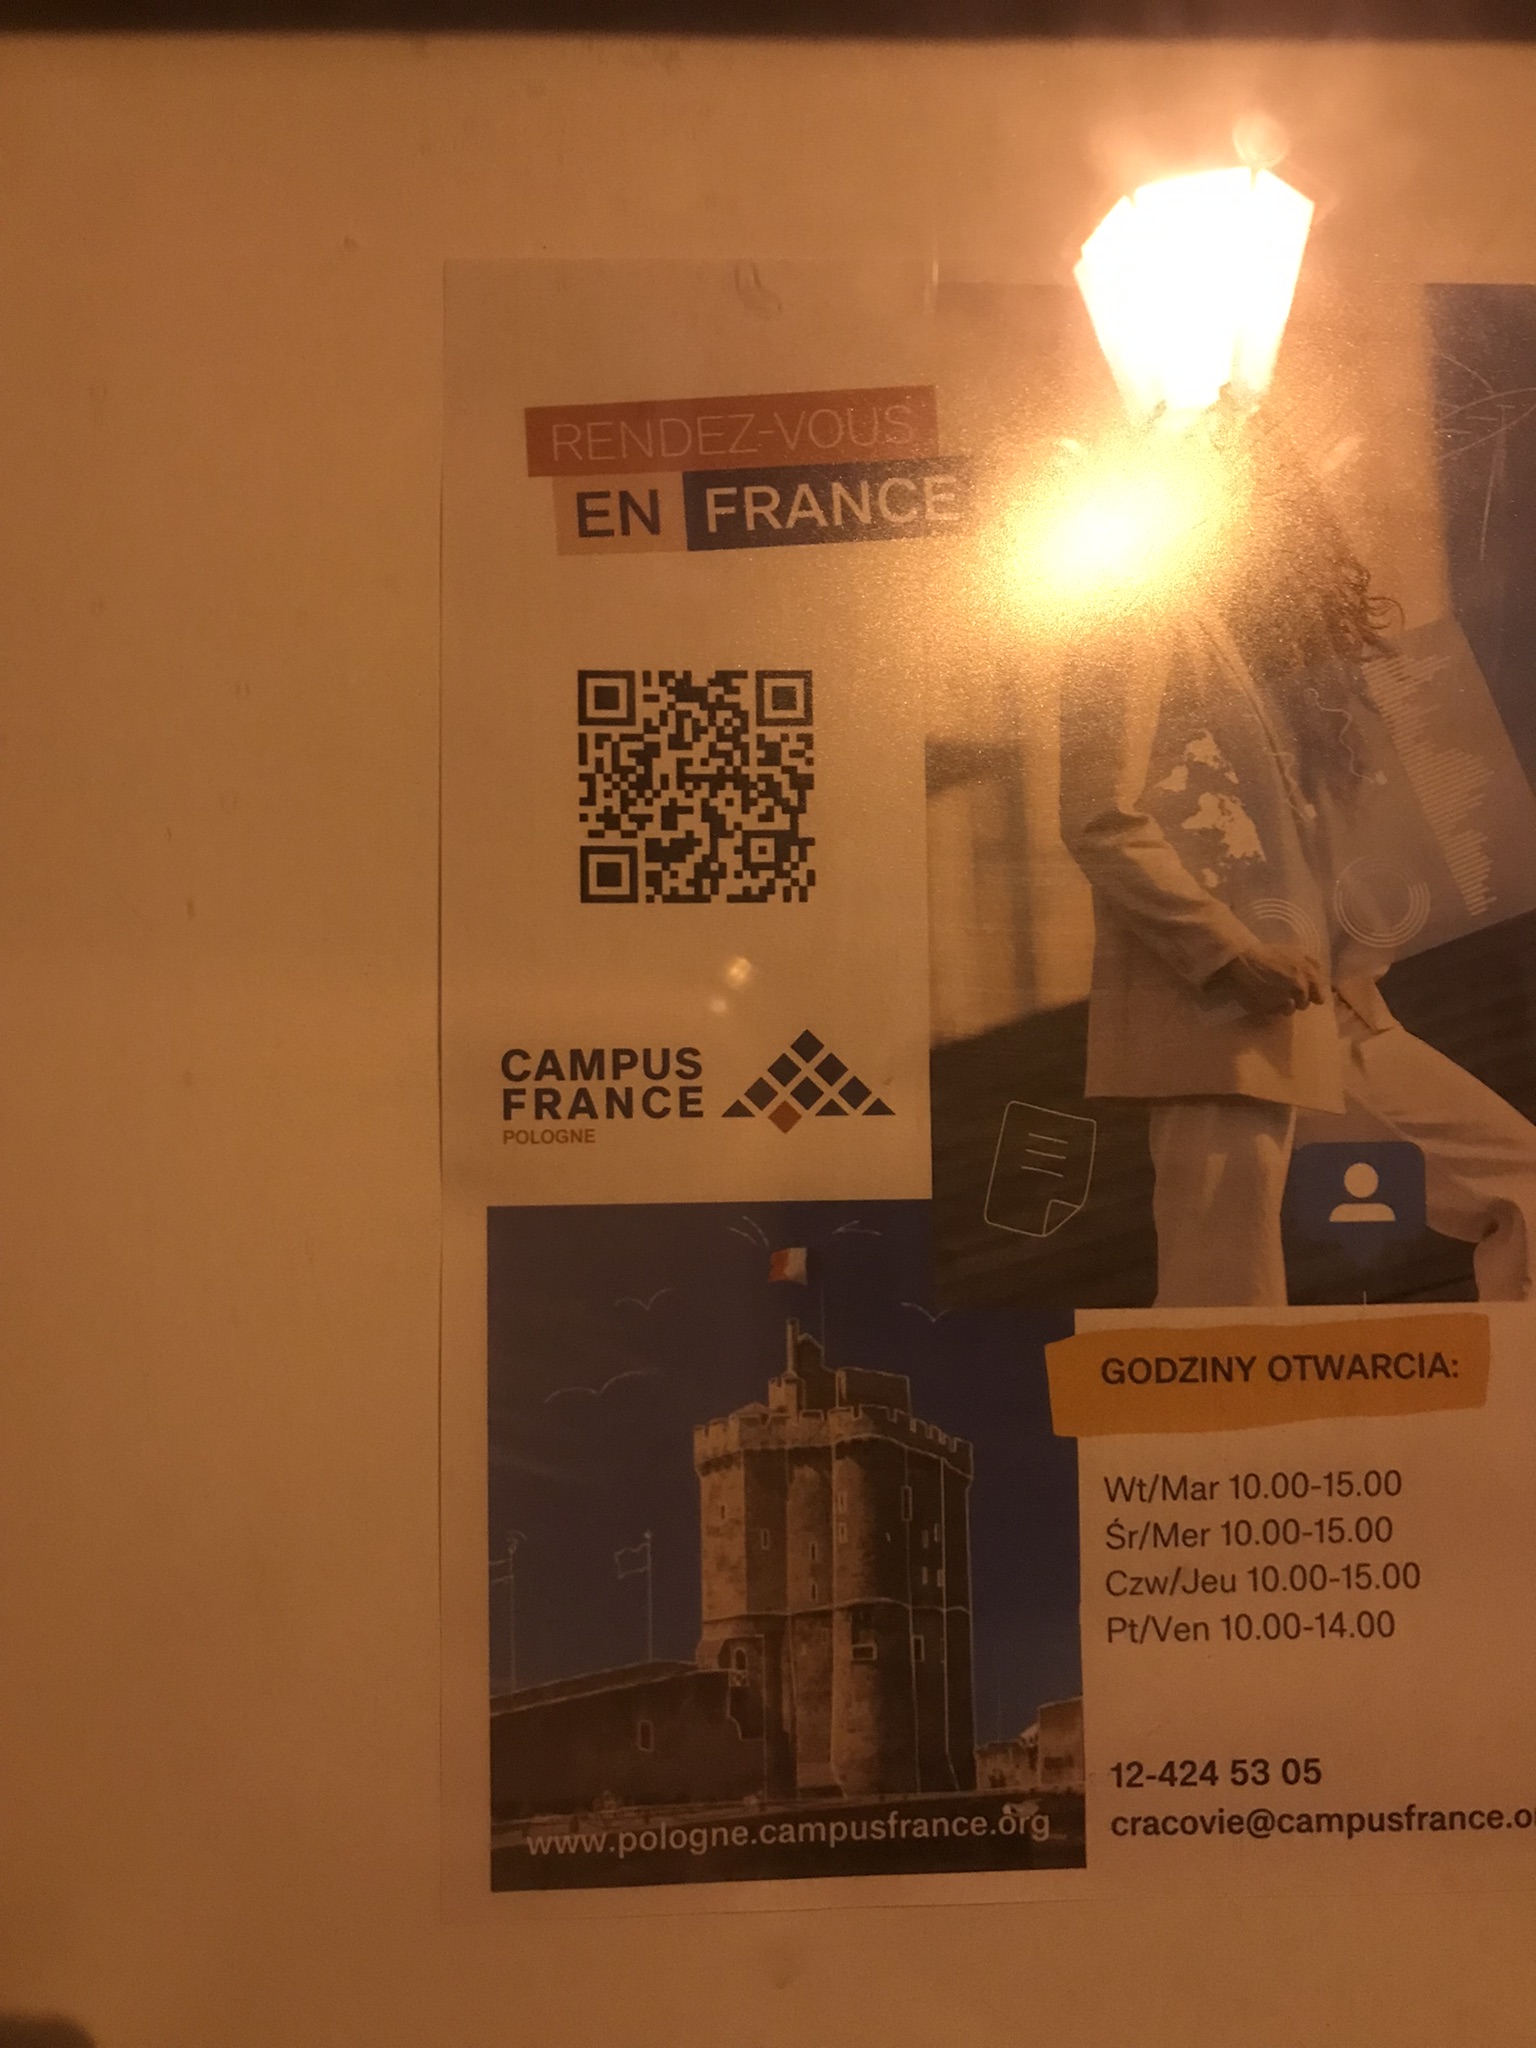 RENDEZ-VOUS
EN FRANCE
CAMPUS
FRANCE
POLOGNE
www.pologne.campusfrance.org
GODZINY OTWARCIA:
Wt/Mar 10.00-15.00
Śr/Mer 10.00-15.00
Czw/Jeu 10.00-15.00
Pt/Ven 10.00-14.00
12-424 53 05
cracovie@campusfrance.o